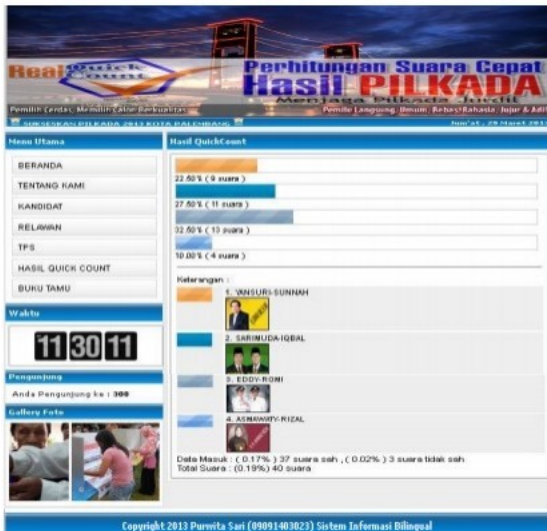 Real Quick Count
Perhitungan Suara Cepat
Hasil PILKADA
Menjaga Pilkada Jurdil
Pemilih Cerdas, Memilih Calon Berkualitas
Pemilu Langsung, Umum, Bebas, Rahasia, Jujur & Adil
SUKSESKAN PILKADA 2013 KOTA PALEMBANG
Jum'at, 29 Maret 201
Menu Utama
BERANDA
TENTANG KAMI
KANDIDAT
RELAWAN
TPS
HASIL QUICK COUNT
BUKU TAMU
Waktu
11 30 11
Pengunjung
Anda Pengunjung ke : 300
Gallery Foto
Hasil QuickCount
22.50 % ( 9 suara )
27.50 % ( 11 suara )
32.50 % ( 13 suara )
10.00 % ( 4 suara )
Keterangan :
1. YANSURI-SUNNAH
2. SARIMUDA-IQBAL
3. EDDY-ROMI
4. ASMAWATY-RIZAL
Data Masuk : ( 0.17% ) 37 suara sah , ( 0.02% ) 3 suara tidak sah
Total Suara : (0.19%) 40 suara
Copyright 2013 Purwita Sari (09091403023) Sistem Informasi Bilingual